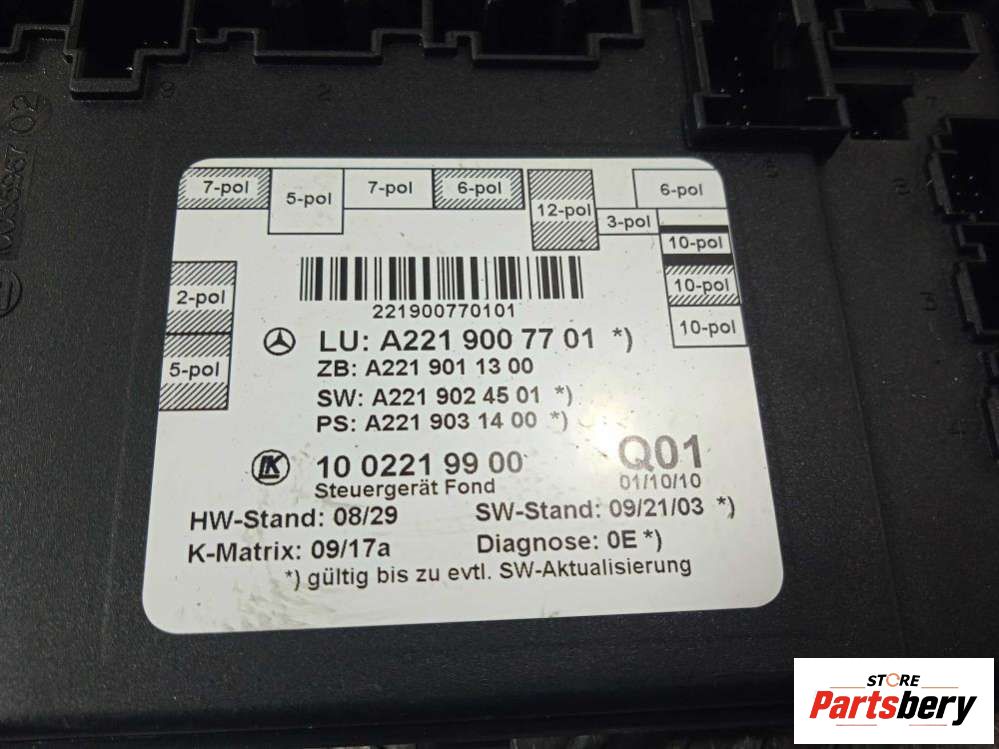 7-pol
5-pol
7-pol
6-pol
12-pol
3-pol
6-pol
10-pol
10-pol
10-pol
2-pol
5-pol
221900770101
LU: A221 900 77 01 *)
ZB: A221 901 13 00
SW: A221 902 45 01 *)
PS: A221 903 14 00 *)
LK 10 0221 99 00 Q01
Steuergerät Fond 01/10/10
HW-Stand: 08/29 SW-Stand: 09/21/03 *)
K-Matrix: 09/17a Diagnose: 0E *)
*) gültig bis zu evtl. SW-Aktualisierung
STORE
Partsbery